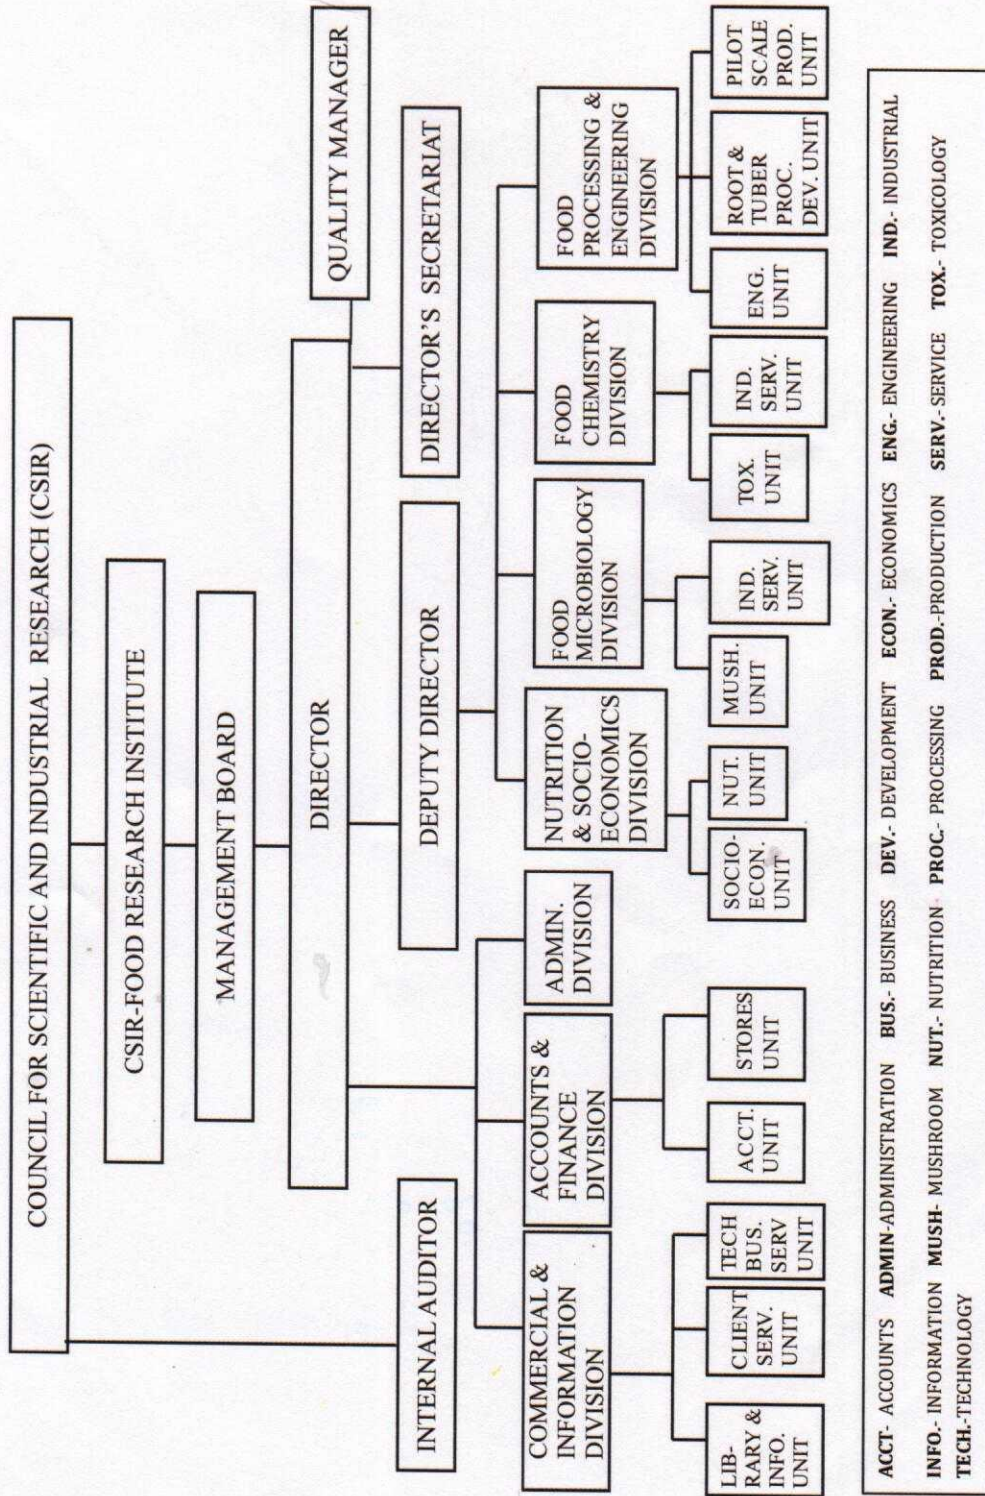 COUNCIL FOR SCIENTIFIC AND INDUSTRIAL RESEARCH (CSIR)
CSIR-FOOD RESEARCH INSTITUTE
MANAGEMENT BOARD
DIRECTOR
QUALITY MANAGER
INTERNAL AUDITOR
DEPUTY DIRECTOR
DIRECTOR'S SECRETARIAT
COMMERCIAL &
INFORMATION
DIVISION
ACCOUNTS &
FINANCE
DIVISION
ADMIN.
DIVISION
NUTRITION
& SOCIO-
ECONOMICS
DIVISION
FOOD
MICROBIOLOGY
DIVISION
FOOD
CHEMISTRY
DIVISION
FOOD
PROCESSING &
ENGINEERING
DIVISION
LIB-
RARY &
INFO.
UNIT
CLIENT
SERV.
UNIT
TECH
BUS.
SERV
UNIT
ACCT.
UNIT
STORES
UNIT
SOCIO-
ECON.
UNIT
NUT.
UNIT
MUSH.
UNIT
IND.
SERV.
UNIT
TOX.
UNIT
IND.
SERV.
UNIT
ENG.
UNIT
ROOT &
TUBER
PROC.
DEV. UNIT
PILOT
SCALE
PROD.
UNIT
ACCT- ACCOUNTS ADMIN-ADMINISTRATION BUS.- BUSINESS DEV.- DEVELOPMENT ECON.- ECONOMICS ENG.- ENGINEERING IND.- INDUSTRIAL
INFO.- INFORMATION MUSH- MUSHROOM NUT.- NUTRITION PROC.- PROCESSING PROD.-PRODUCTION SERV.- SERVICE TOX.- TOXICOLOGY
TECH.-TECHNOLOGY